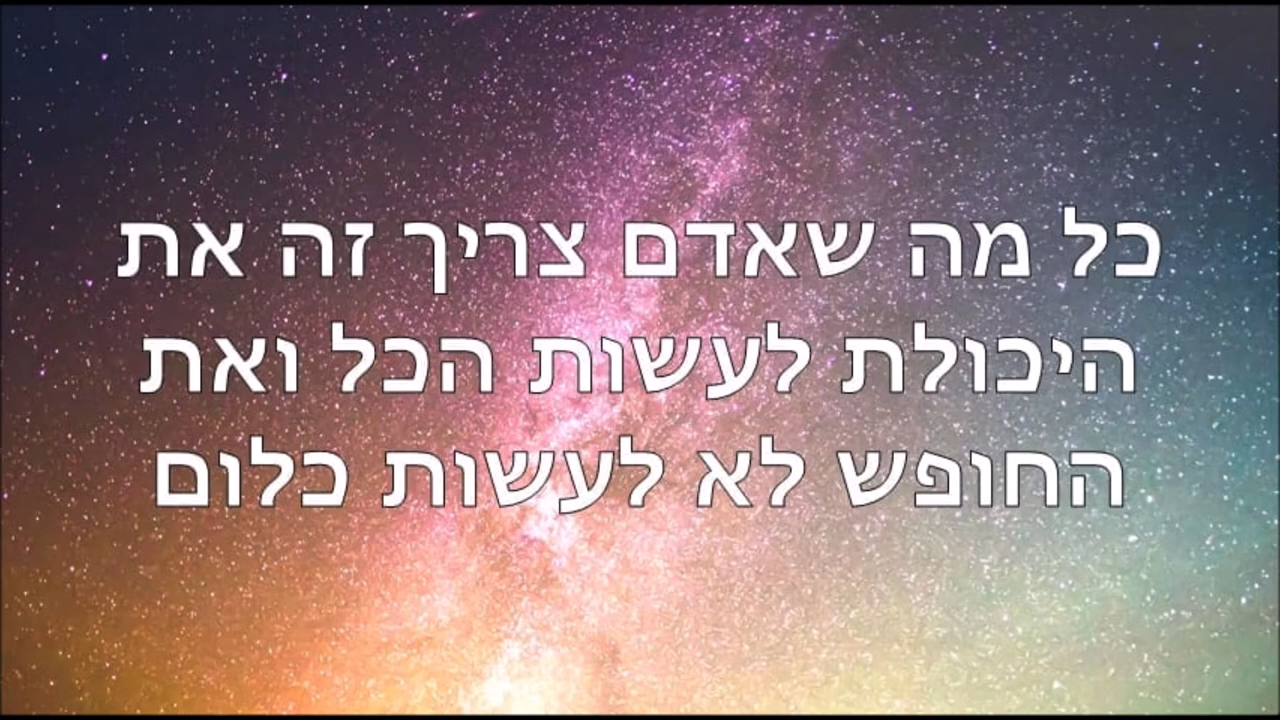 כל מה שאדם צריך זה את
היכולת לעשות הכל ואת
החופש לא לעשות כלום